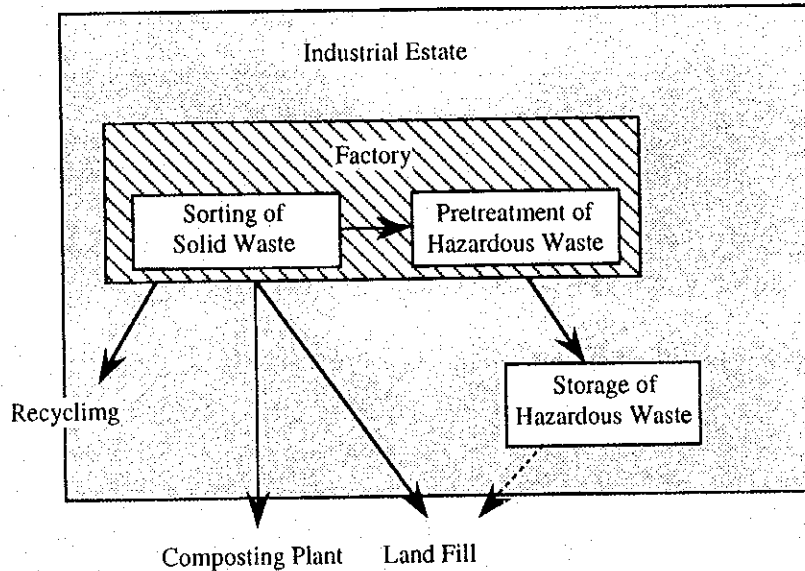 Industrial Estate
Factory
Sorting of
Solid Waste
Pretreatment of
Hazardous Waste
Storage of
Hazardous Waste
Recyclimg
Composting Plant
Land Fill